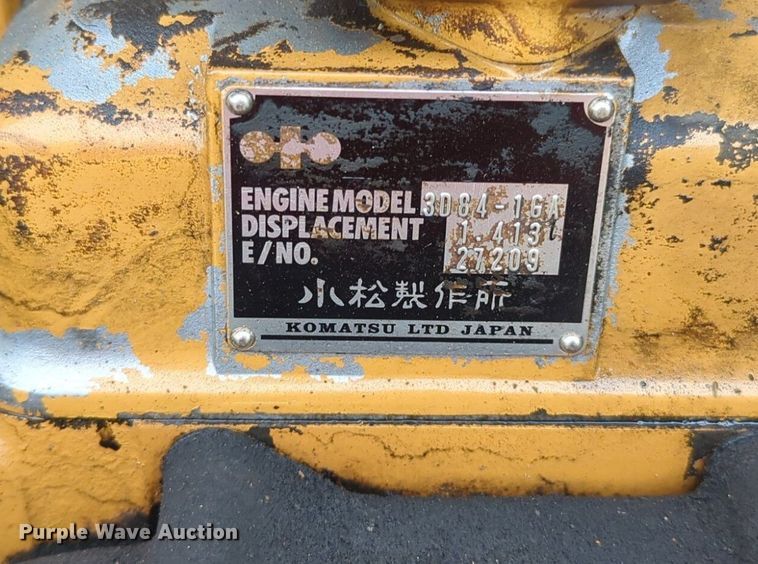 ENGINE MODEL 3D84-1GA
DISPLACEMENT 1.413ℓ
E/NO. 27209
小松製作所
KOMATSU LTD JAPAN
Purple Wave Auction